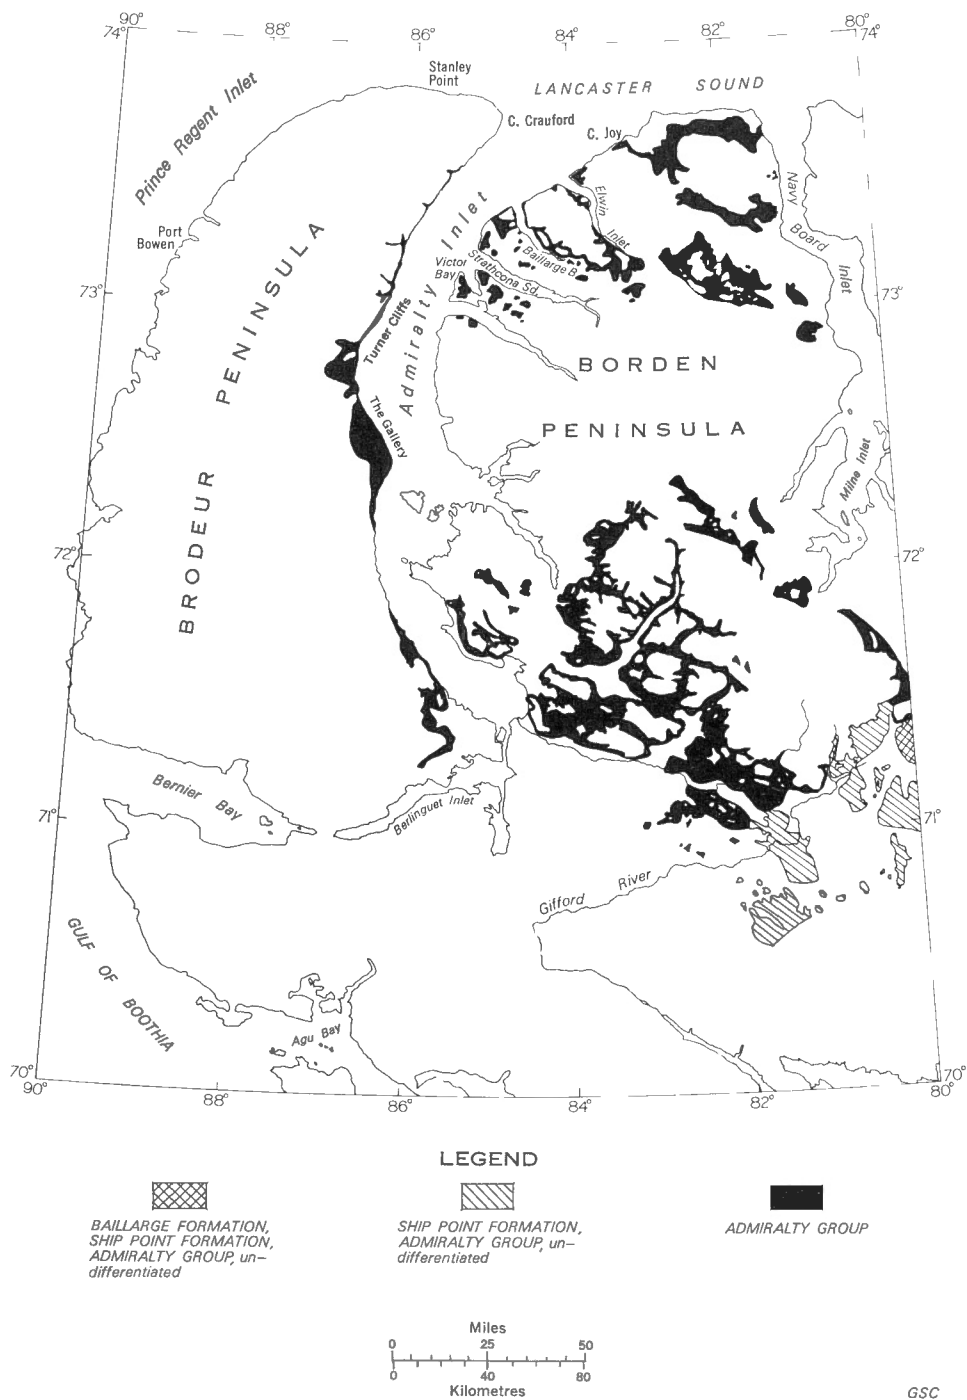 90°
88°
86°
84°
82°
80°
74°
74°
Stanley
Point
LANCASTER SOUND
C. Crauford
C. Joy
Prince Regent Inlet
Navy
Board
Inlet
Elwin
Inlet
Port
Bowen
Admiralty Inlet
Baillarge B.
Strathcona Sd.
Victor
Bay
73°
73°
Turner Cliffs
BORDEN
PENINSULA
The Gallery
BRODEUR PENINSULA
Milne Inlet
72°
72°
Bernier Bay
Berlinguet Inlet
71°
71°
Gifford River
GULF OF BOOTHIA
Agu Bay
70°
70°
90°
88°
86°
84°
82°
80°
LEGEND
BAILLARGE FORMATION,
SHIP POINT FORMATION,
ADMIRALTY GROUP, un-
differentiated
SHIP POINT FORMATION,
ADMIRALTY GROUP, un-
differentiated
ADMIRALTY GROUP
Miles
0 25 50
0 40 80
Kilometres
GSC